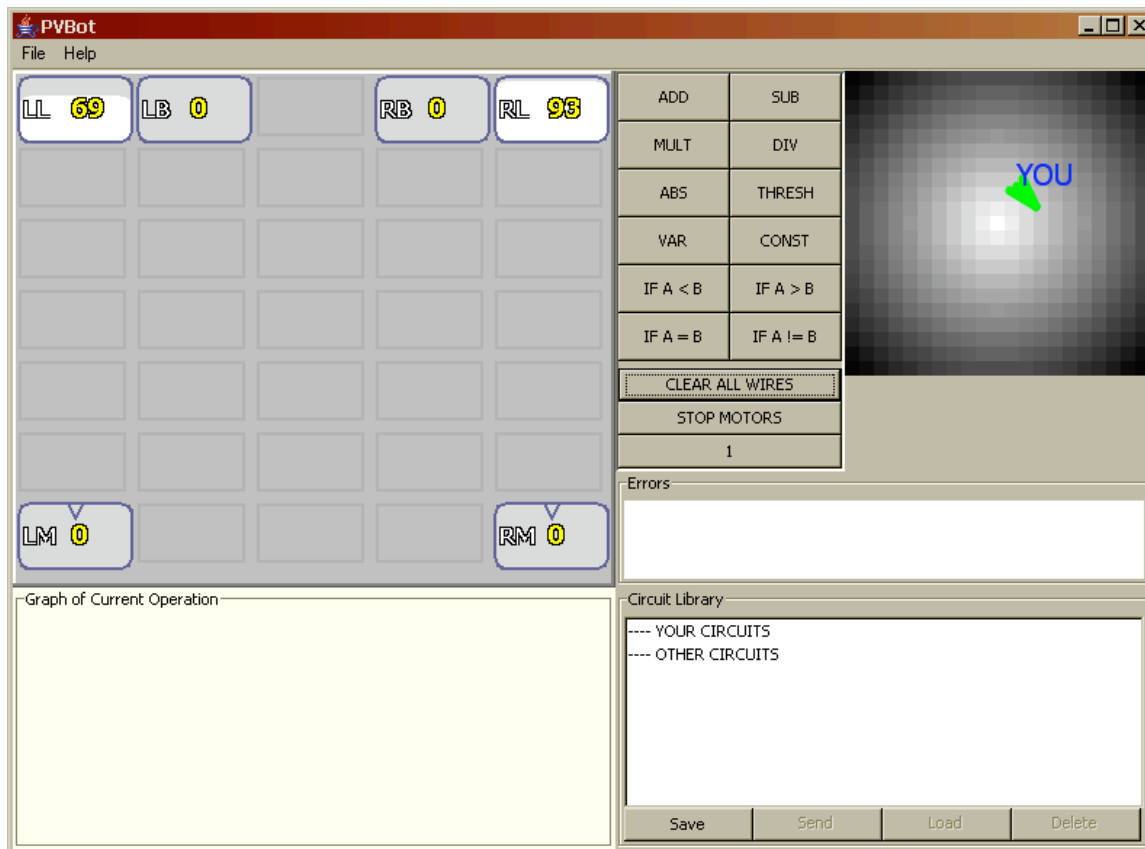 PVBot
File Help
LL 69 LB 0 RB 0 RL 93
LM 0 RM 0
ADD SUB
MULT DIV
ABS THRESH
VAR CONST
IF A < B IF A > B
IF A = B IF A != B
CLEAR ALL WIRES
STOP MOTORS
1
YOU
Errors
Graph of Current Operation
Circuit Library
---- YOUR CIRCUITS
---- OTHER CIRCUITS
Save Send Load Delete